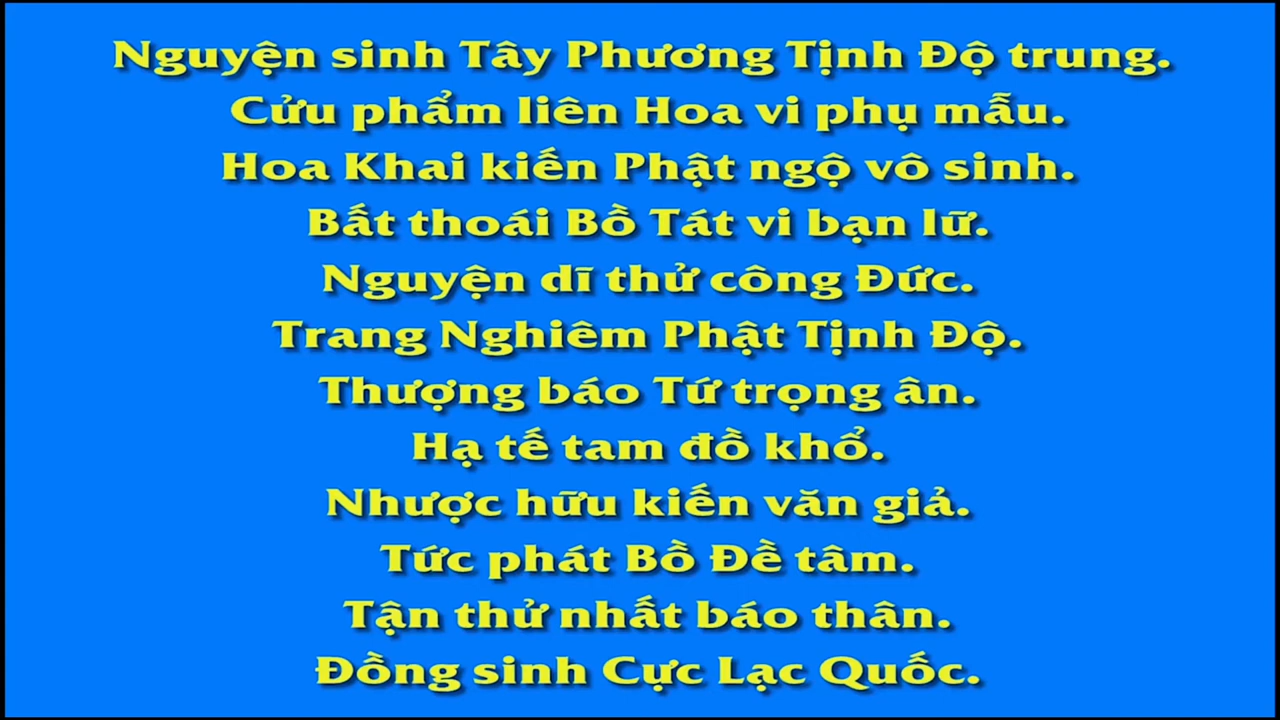 Nguyện sinh Tây Phương Tịnh Độ trung.
Cửu phẩm liên Hoa vi phụ mẫu.
Hoa Khai kiến Phật ngộ vô sinh.
Bất thoái Bồ Tát vi bạn lữ.
Nguyện dĩ thử công Đức.
Trang Nghiêm Phật Tịnh Độ.
Thượng báo Tứ trọng ân.
Hạ tế tam đồ khổ.
Nhược hữu kiến văn giả.
Tức phát Bồ Đề tâm.
Tận thử nhất báo thân.
Đồng sinh Cực Lạc Quốc.